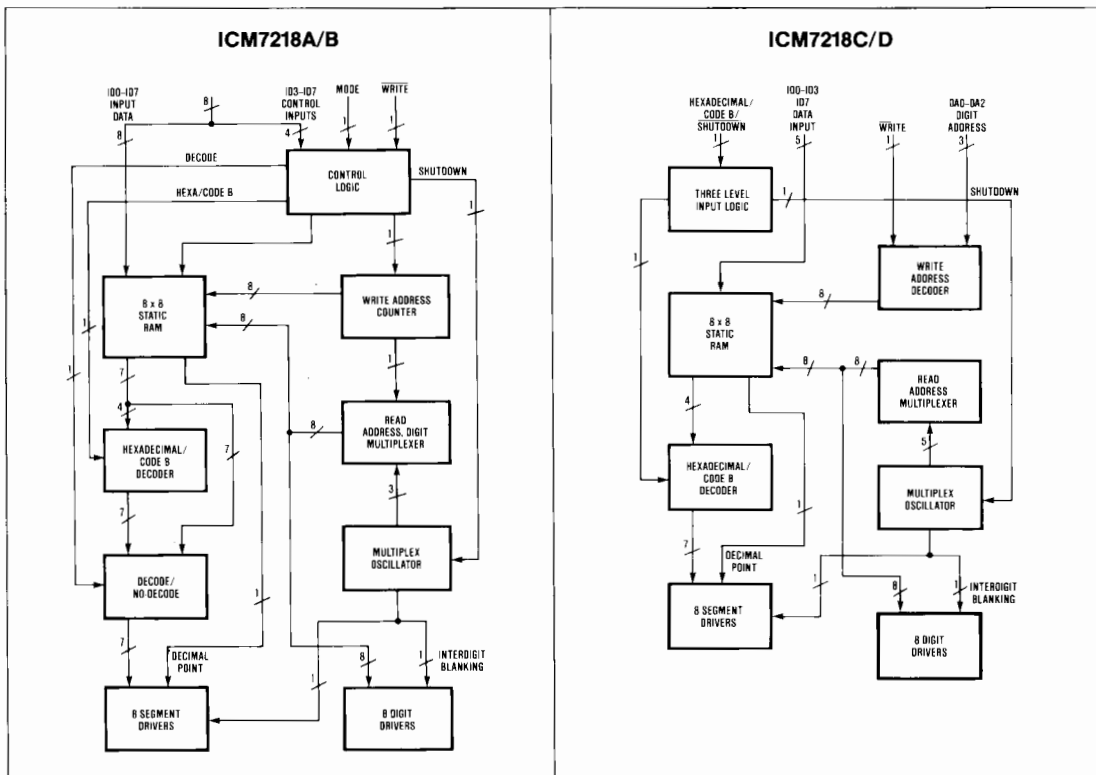 ICM7218A/B
ID0-ID7
INPUT
DATA
8
8
ID3-ID7
CONTROL
INPUTS
4
MODE
1
WRITE
1
DECODE
HEXA/CODE B
CONTROL
LOGIC
SHUTDOWN
1
1
8 x 8
STATIC
RAM
8
WRITE ADDRESS
COUNTER
8
1
1
1
7
4
7
8
READ
ADDRESS, DIGIT
MULTIPLEXER
HEXADECIMAL/
CODE B
DECODER
3
7
MULTIPLEX
OSCILLATOR
DECODE/
NO-DECODE
1
7
DECIMAL
POINT
1
8
1
INTERDIGIT
BLANKING
8 SEGMENT
DRIVERS
8 DIGIT
DRIVERS
ICM7218C/D
HEXADECIMAL/
CODE B/
SHUTDOWN
1
ID0-ID3
ID7
DATA
INPUT
5
WRITE
1
DA0-DA2
DIGIT
ADDRESS
3
THREE LEVEL
INPUT LOGIC
1
SHUTDOWN
1
WRITE
ADDRESS
DECODER
8
8 x 8
STATIC
RAM
8
8
READ
ADDRESS
MULTIPLEXER
4
5
HEXADECIMAL/
CODE B
DECODER
1
MULTIPLEX
OSCILLATOR
7
DECIMAL
POINT
1
8
1
INTERDIGIT
BLANKING
8 SEGMENT
DRIVERS
8 DIGIT
DRIVERS